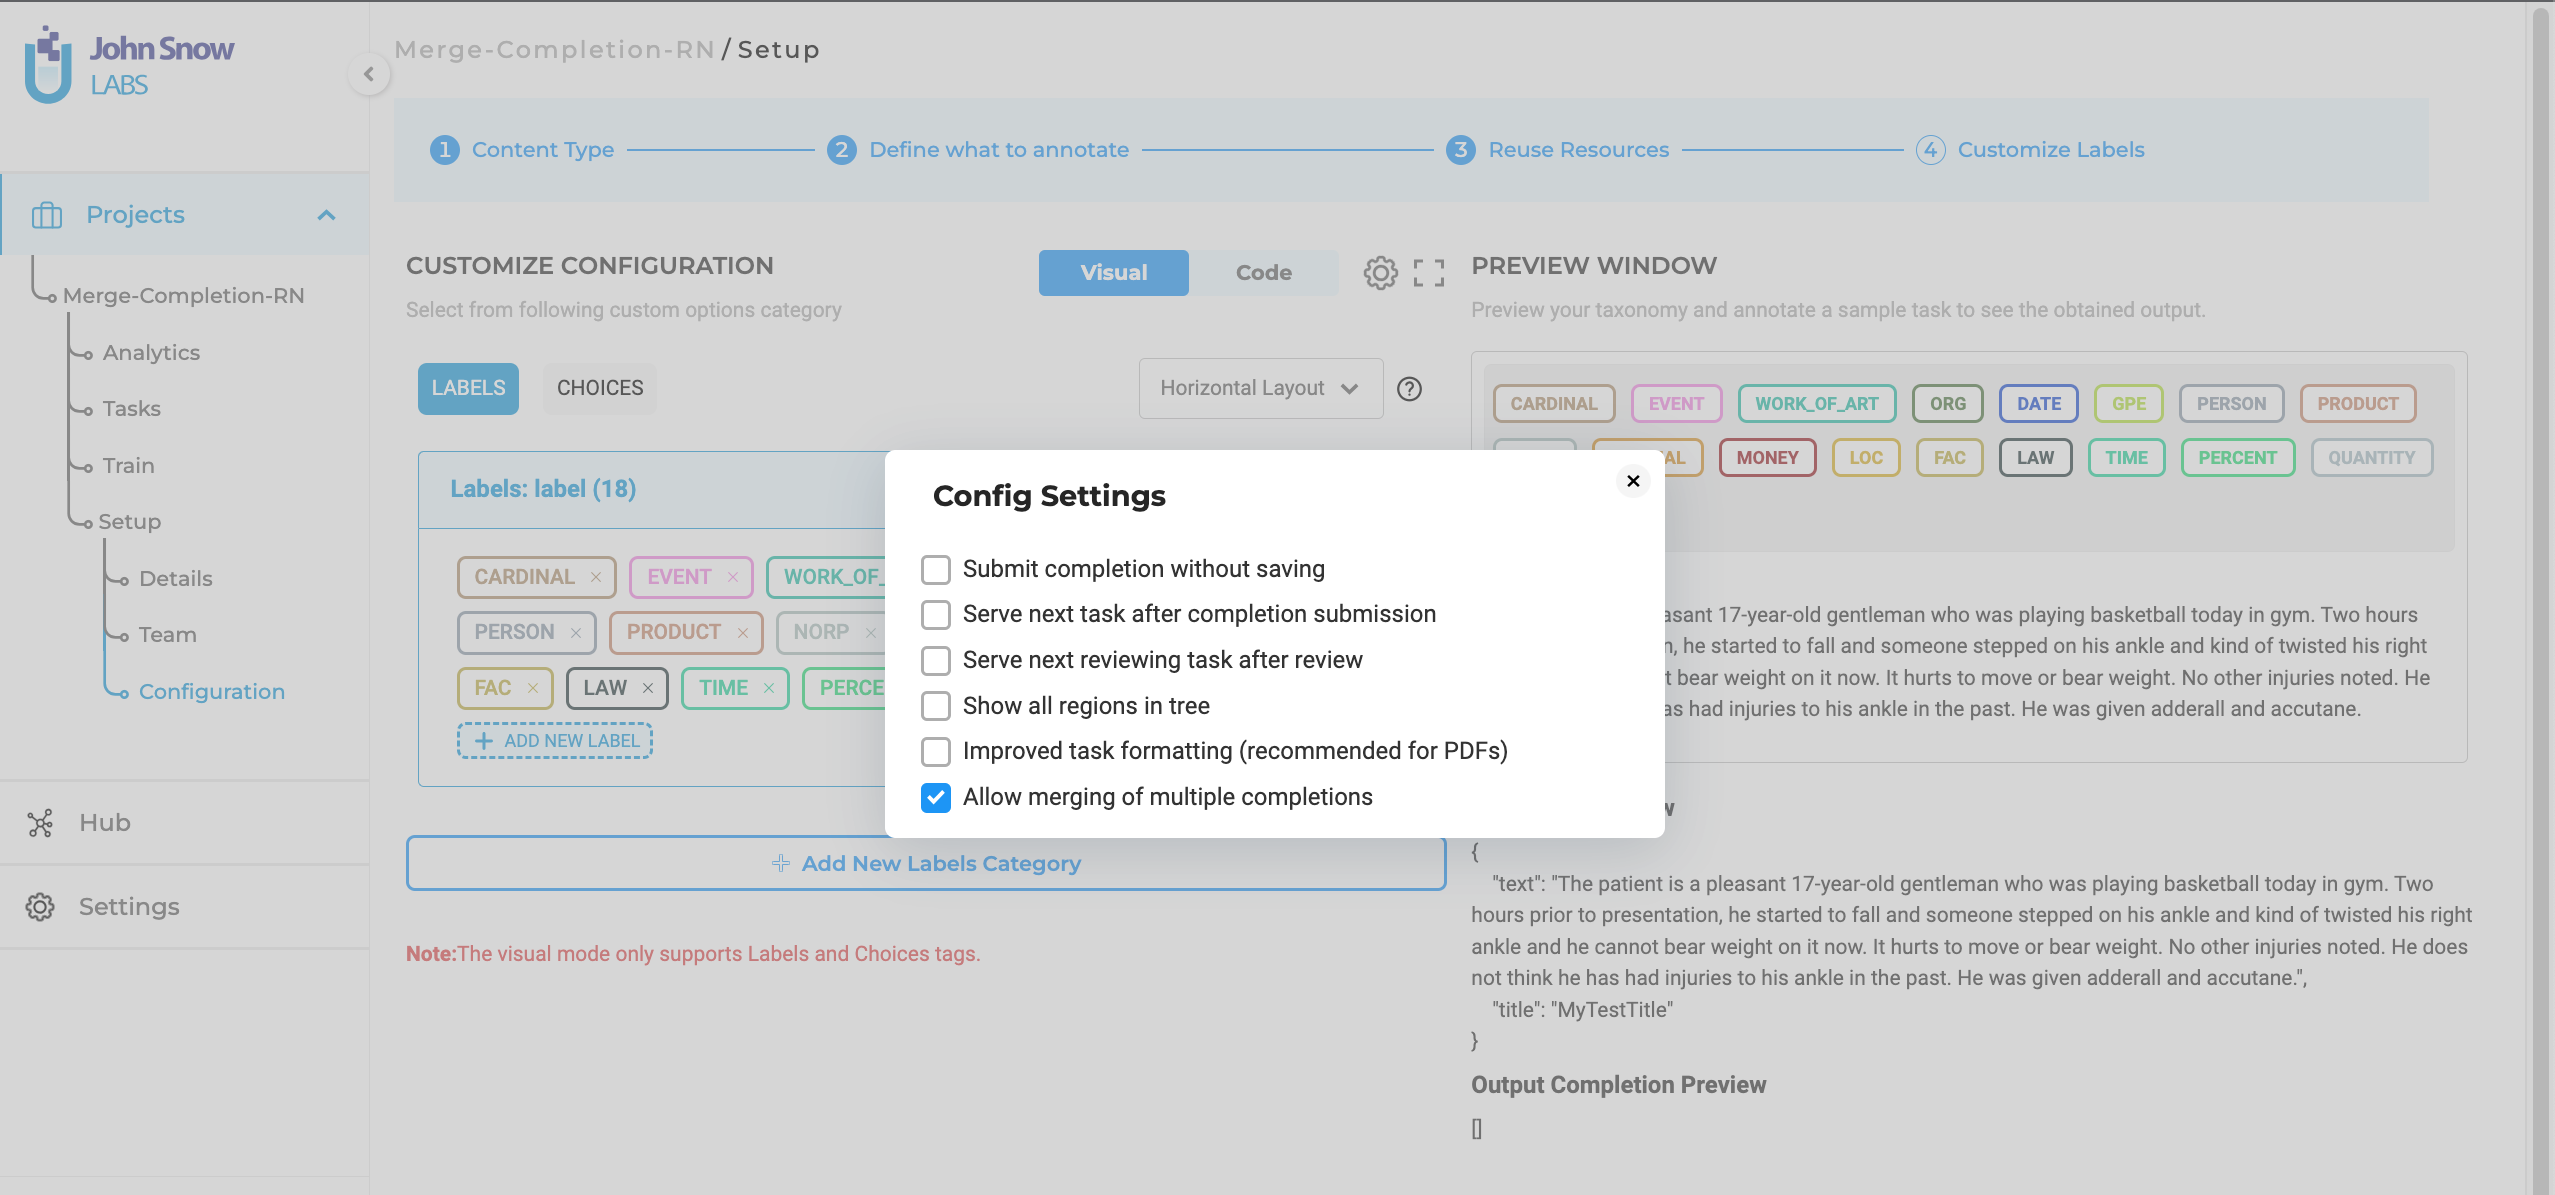 John Snow
LABS
Merge-Completion-RN / Setup
1 Content Type
2 Define what to annotate
3 Reuse Resources
4 Customize Labels
Projects
Merge-Completion-RN
Analytics
Tasks
Train
Setup
Details
Team
Configuration
Hub
Settings
CUSTOMIZE CONFIGURATION
Select from following custom options category
Visual
Code
LABELS
CHOICES
Horizontal Layout
?
Labels: label (18)
CARDINAL × EVENT × WORK_OF_
PERSON × PRODUCT × NORP ×
FAC × LAW × TIME × PERCE
+ ADD NEW LABEL
Add New Labels Category
Note:The visual mode only supports Labels and Choices tags.
Config Settings
×
Submit completion without saving
Serve next task after completion submission
Serve next reviewing task after review
Show all regions in tree
Improved task formatting (recommended for PDFs)
Allow merging of multiple completions
PREVIEW WINDOW
Preview your taxonomy and annotate a sample task to see the obtained output.
CARDINAL EVENT WORK_OF_ART ORG DATE GPE PERSON PRODUCT
AL MONEY LOC FAC LAW TIME PERCENT QUANTITY
asant 17-year-old gentleman who was playing basketball today in gym. Two hours
n, he started to fall and someone stepped on his ankle and kind of twisted his right
t bear weight on it now. It hurts to move or bear weight. No other injuries noted. He
as had injuries to his ankle in the past. He was given adderall and accutane.
w
{
"text": "The patient is a pleasant 17-year-old gentleman who was playing basketball today in gym. Two
hours prior to presentation, he started to fall and someone stepped on his ankle and kind of twisted his right
ankle and he cannot bear weight on it now. It hurts to move or bear weight. No other injuries noted. He does
not think he has had injuries to his ankle in the past. He was given adderall and accutane.",
"title": "MyTestTitle"
}
Output Completion Preview
[]